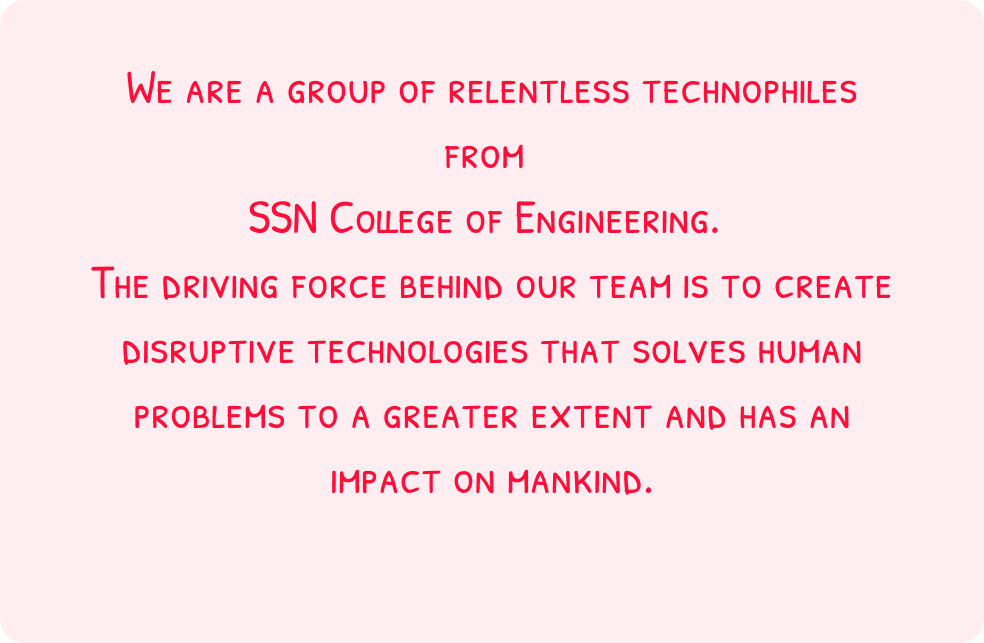 We are a group of relentless technophiles
from
SSN College of Engineering.
The driving force behind our team is to create
disruptive technologies that solves human
problems to a greater extent and has an
impact on mankind.